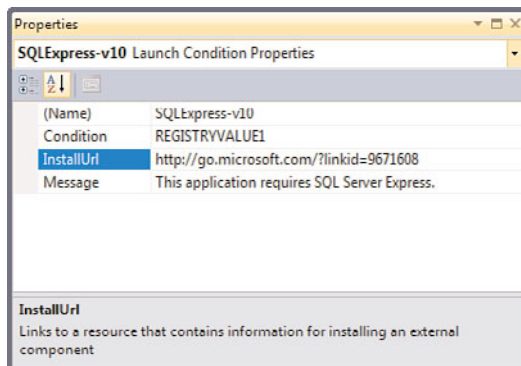 Properties
SQLExpress-v10 Launch Condition Properties
(Name) SQLExpress-v10
Condition REGISTRYVALUE1
InstallUrl http://go.microsoft.com/?linkid=9671608
Message This application requires SQL Server Express.
InstallUrl
Links to a resource that contains information for installing an external
component